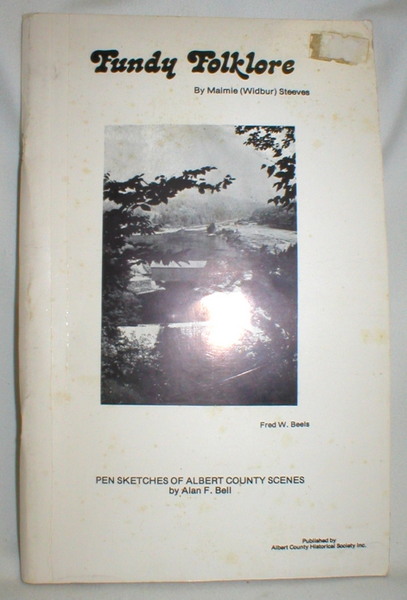 Fundy Folklore
By Maimie (Widbur) Steeves
Fred W. Beels
PEN SKETCHES OF ALBERT COUNTY SCENES
by Alan F. Bell
Published by
Albert County Historical Society Inc.